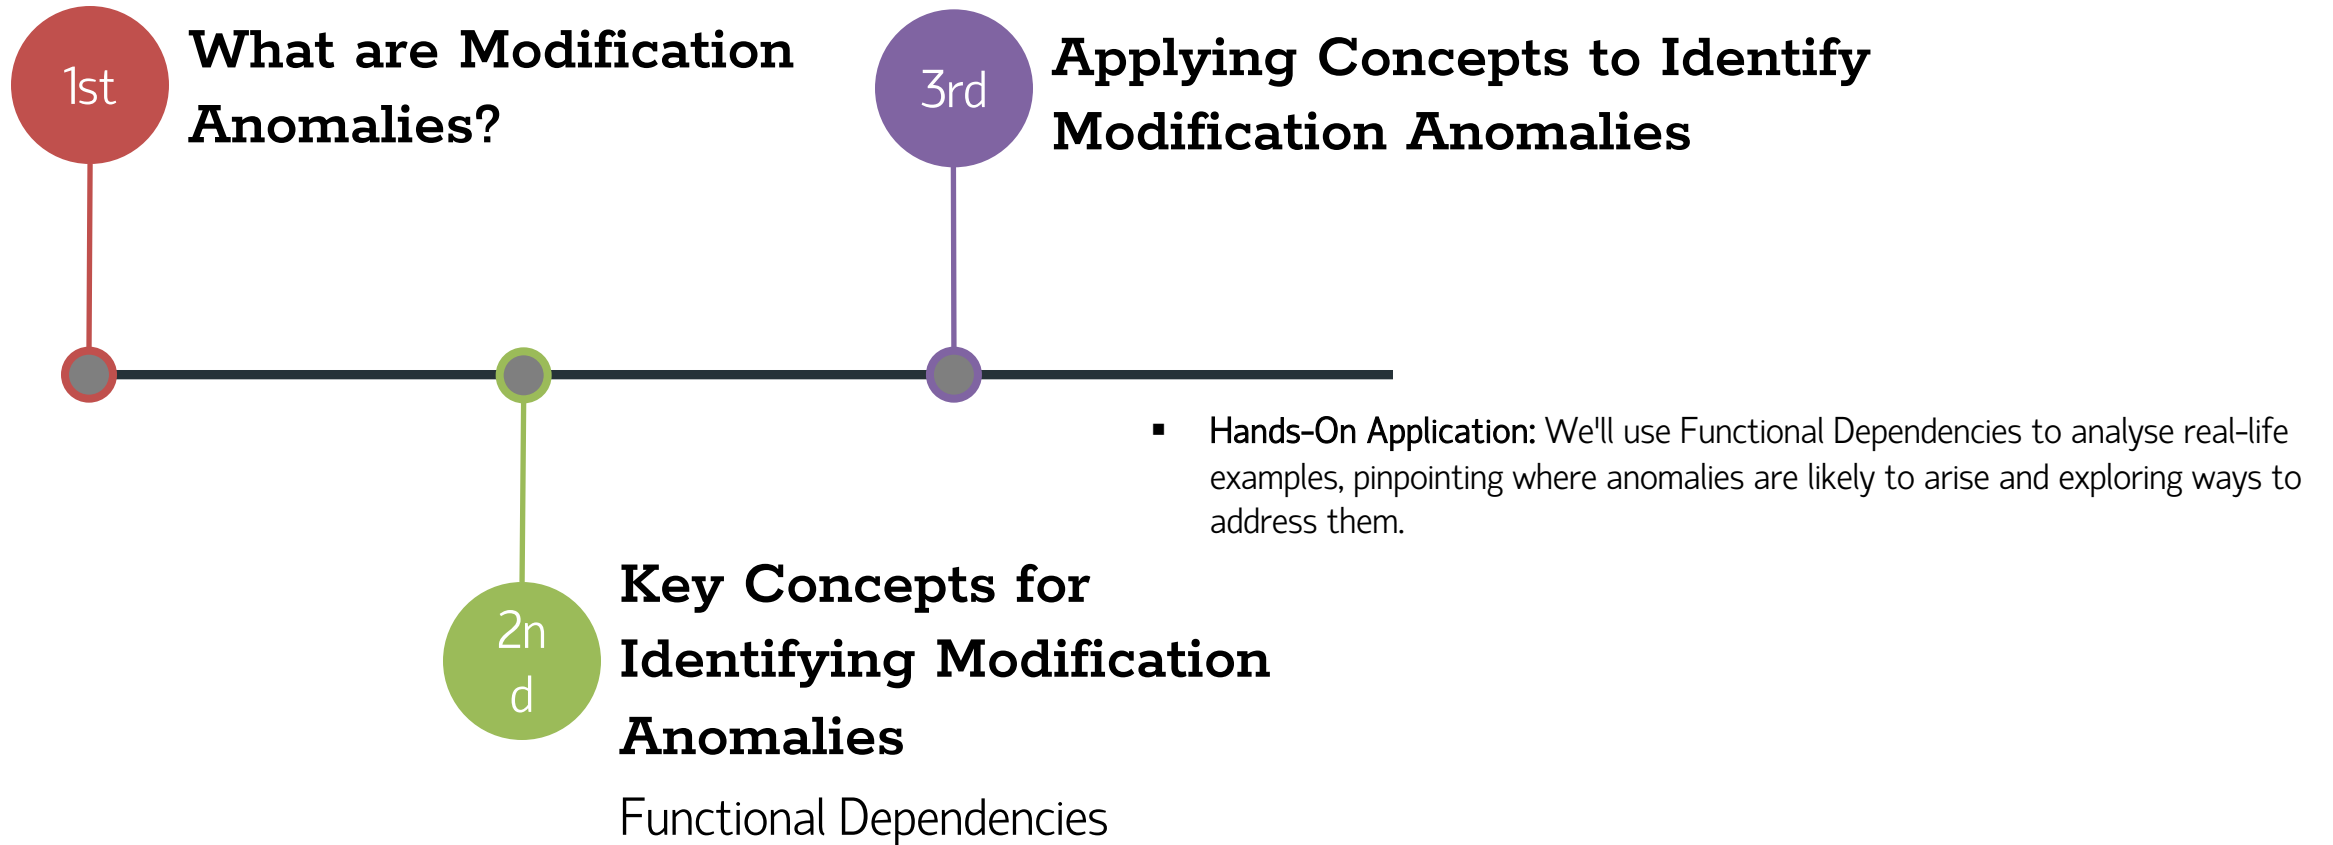 1st
What are Modification
Anomalies?
3rd
Applying Concepts to Identify
Modification Anomalies
▪ Hands-On Application: We'll use Functional Dependencies to analyse real-life
examples, pinpointing where anomalies are likely to arise and exploring ways to
address them.
2n
d
Key Concepts for
Identifying Modification
Anomalies
Functional Dependencies